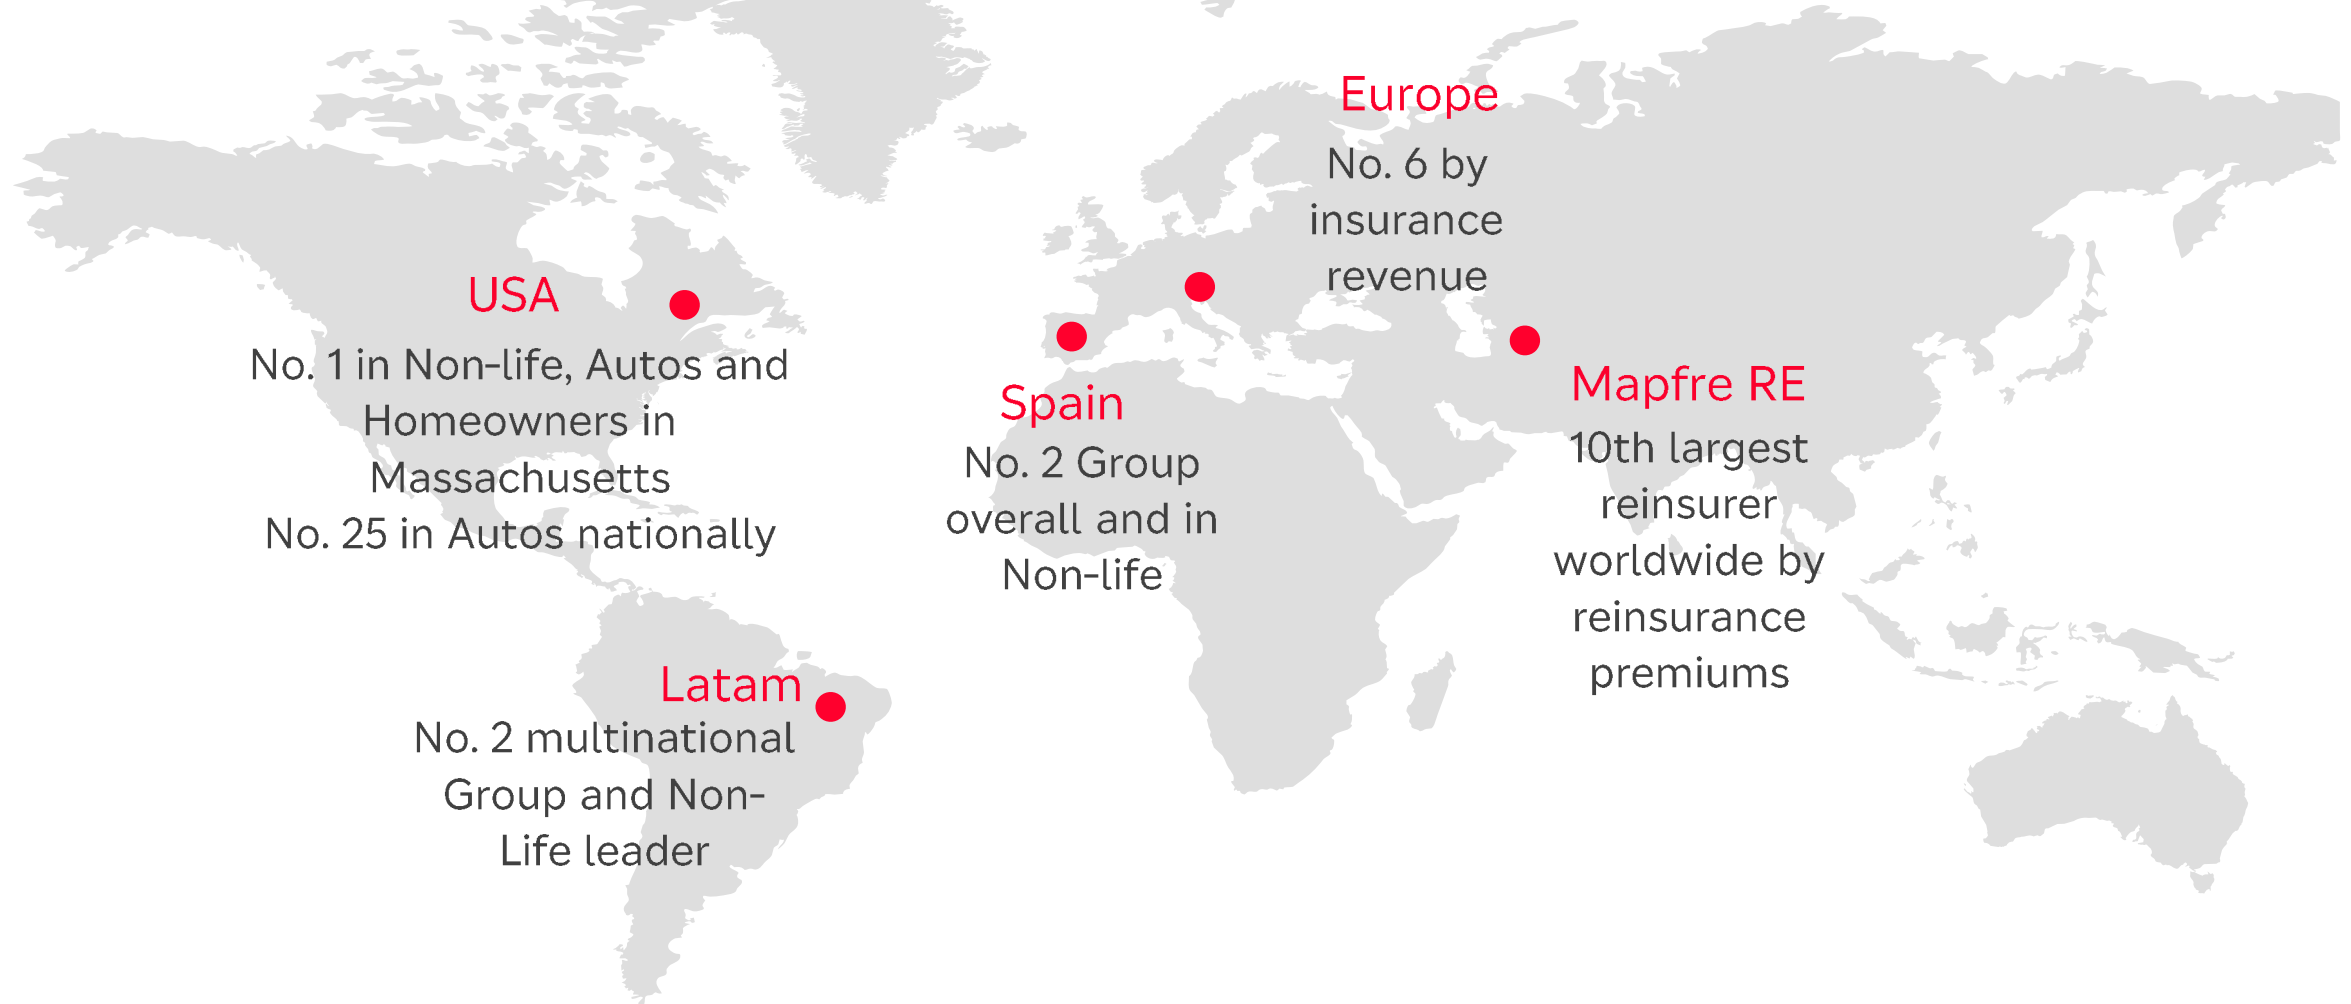 Europe
No. 6 by
insurance
revenue
USA
No. 1 in Non-life, Autos and
Homeowners in
Massachusetts
No. 25 in Autos nationally
Spain
No. 2 Group
overall and in
Non-life
Mapfre RE
10th largest
reinsurer
worldwide by
reinsurance
premiums
Latam
No. 2 multinational
Group and Non-
Life leader